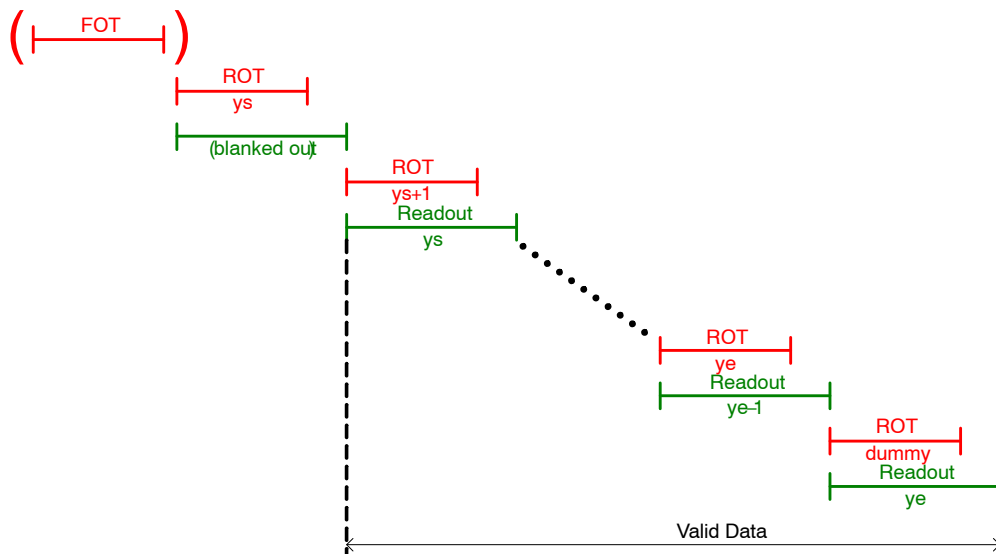 ( FOT )
ROT
ys
(blanked out)
ROT
ys+1
Readout
ys
ROT
ye
Readout
ye–1
ROT
dummy
Readout
ye
Valid Data